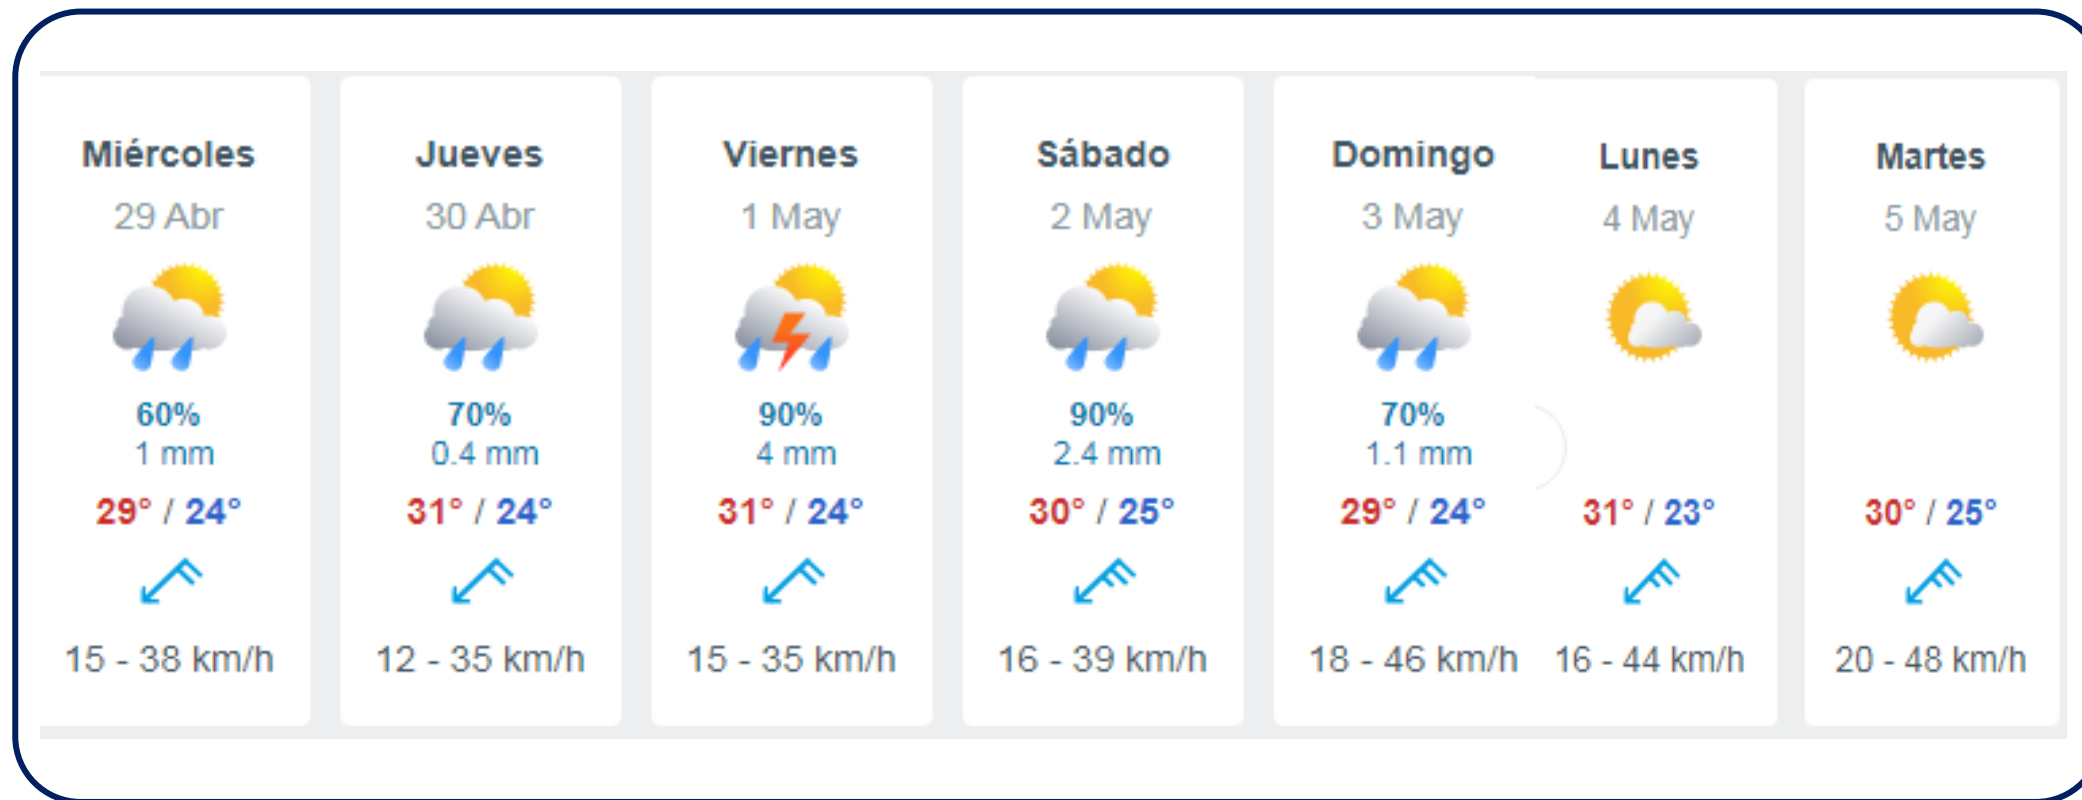 Miércoles
29 Abr
60%
1 mm
29° / 24°
15 - 38 km/h
Jueves
30 Abr
70%
0.4 mm
31° / 24°
12 - 35 km/h
Viernes
1 May
90%
4 mm
31° / 24°
15 - 35 km/h
Sábado
2 May
90%
2.4 mm
30° / 25°
16 - 39 km/h
Domingo
3 May
70%
1.1 mm
29° / 24°
18 - 46 km/h
Lunes
4 May
31° / 23°
16 - 44 km/h
Martes
5 May
30° / 25°
20 - 48 km/h